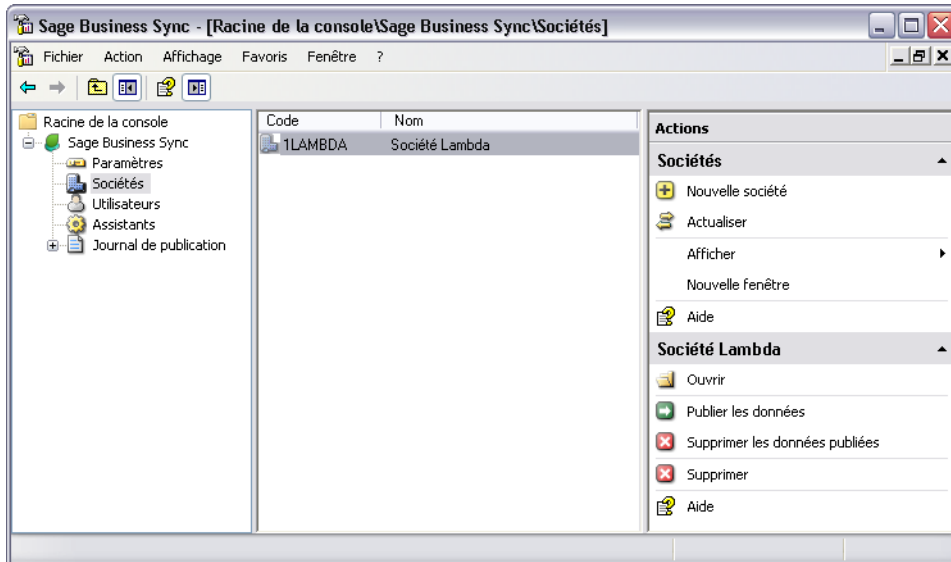 Sage Business Sync - [Racine de la console\Sage Business Sync\Sociétés]
Fichier Action Affichage Favoris Fenêtre ?
Racine de la console
Sage Business Sync
Paramètres
Sociétés
Utilisateurs
Assistants
Journal de publication
Code Nom
1LAMBDA Société Lambda
Actions
Sociétés
Nouvelle société
Actualiser
Afficher
Nouvelle fenêtre
Aide
Société Lambda
Ouvrir
Publier les données
Supprimer les données publiées
Supprimer
Aide